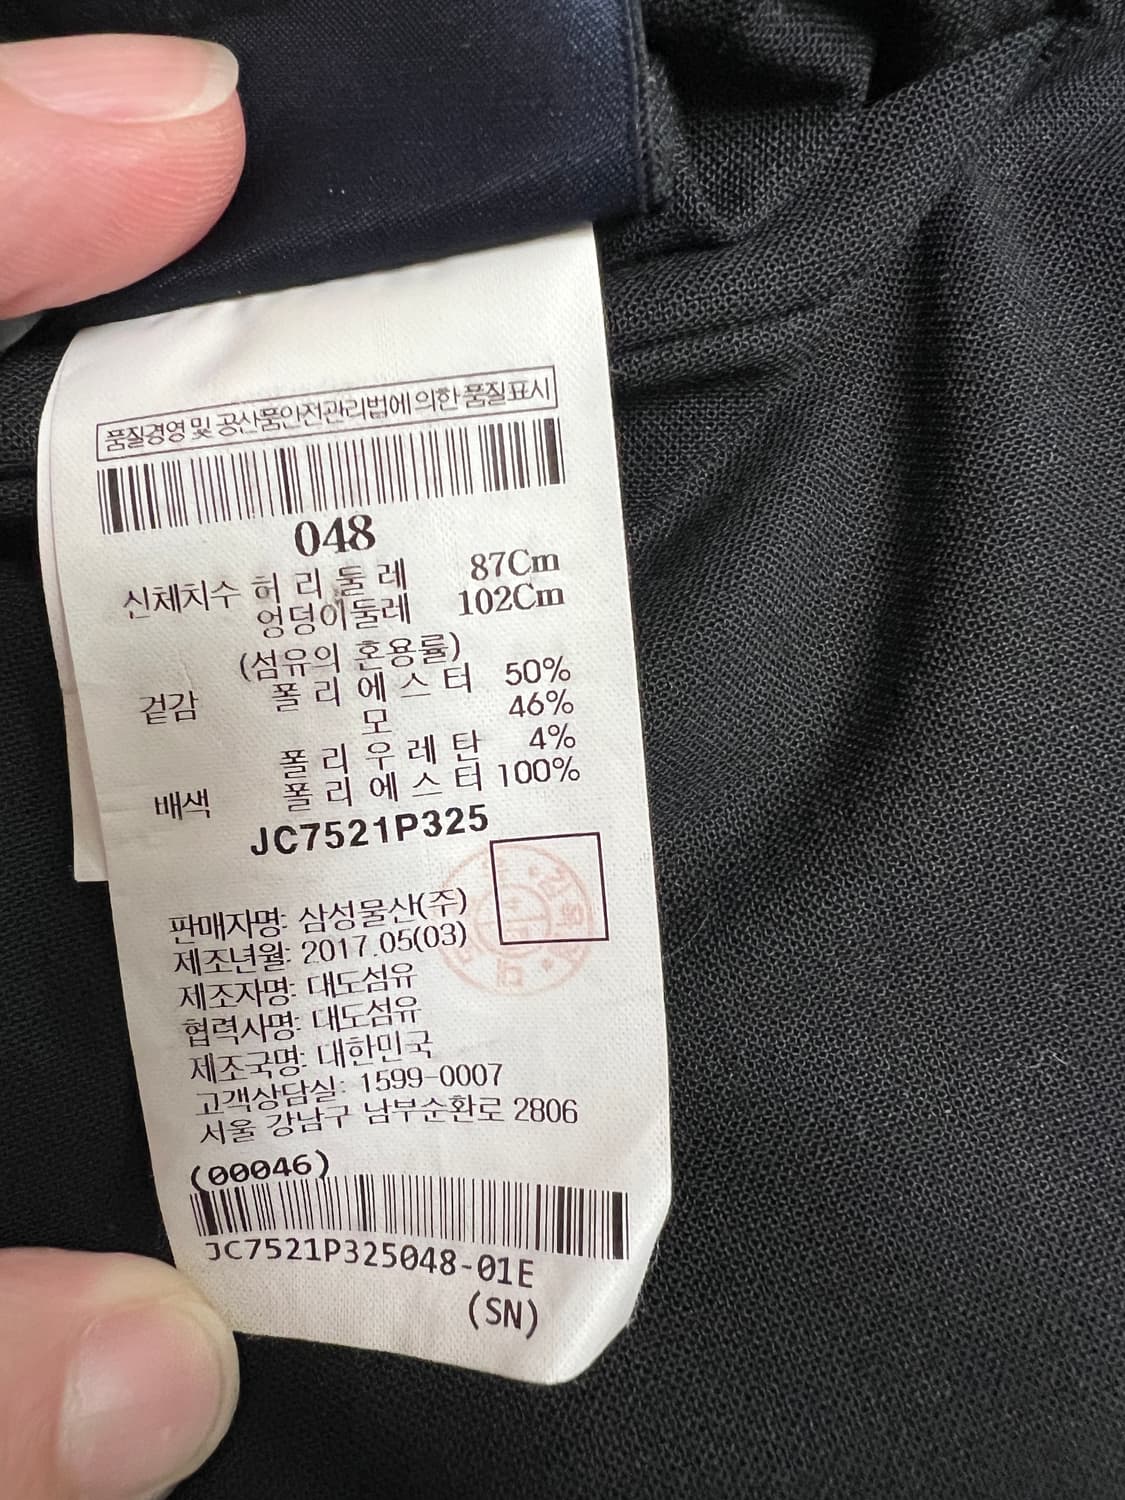 품질경영 및 공산품안전관리법에 의한 품질표시
048
신체치수 허리둘레 87Cm
엉덩이둘레 102Cm
(섬유의 혼용률)
겉감 폴리에스터 50%
모 46%
폴리우레탄 4%
배색 폴리에스터 100%
JC7521P325
판매자명: 삼성물산(주)
제조년월: 2017.05(03)
제조자명: 대도섬유
협력사명: 대도섬유
제조국명: 대한민국
고객상담실: 1599-0007
서울 강남구 남부순환로 2806
(00046)
JC7521P325048-01E
(SN)